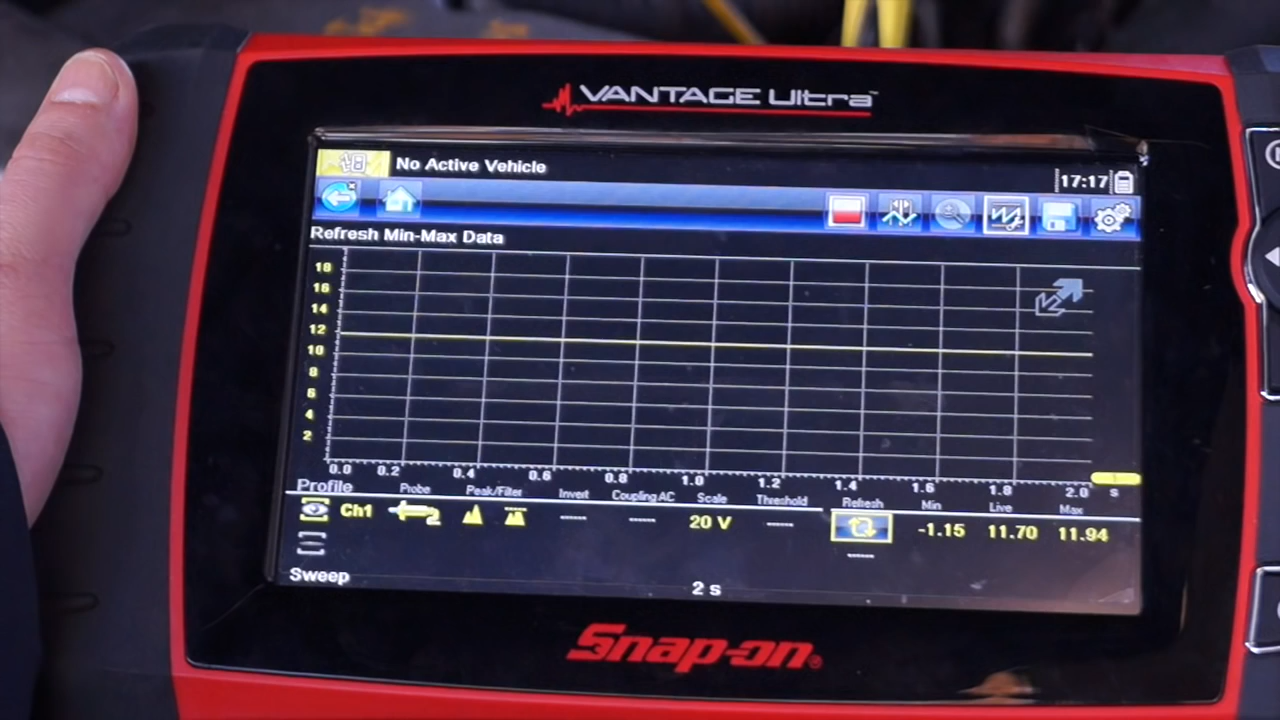 VANTAGE Ultra™
No Active Vehicle
17:17
Refresh Min-Max Data
18
16
14
12
10
8
6
4
2
0.0 0.2 0.4 0.6 0.8 1.0 1.2 1.4 1.6 1.8 2.0 s
Profile Probe Peak/Filter Invert Coupling AC Scale Threshold Refresh Min Live Max
Ch1 ----- ----- 20 V ----- -1.15 11.70 11.94
-----
Sweep 2 s
Snap-on®